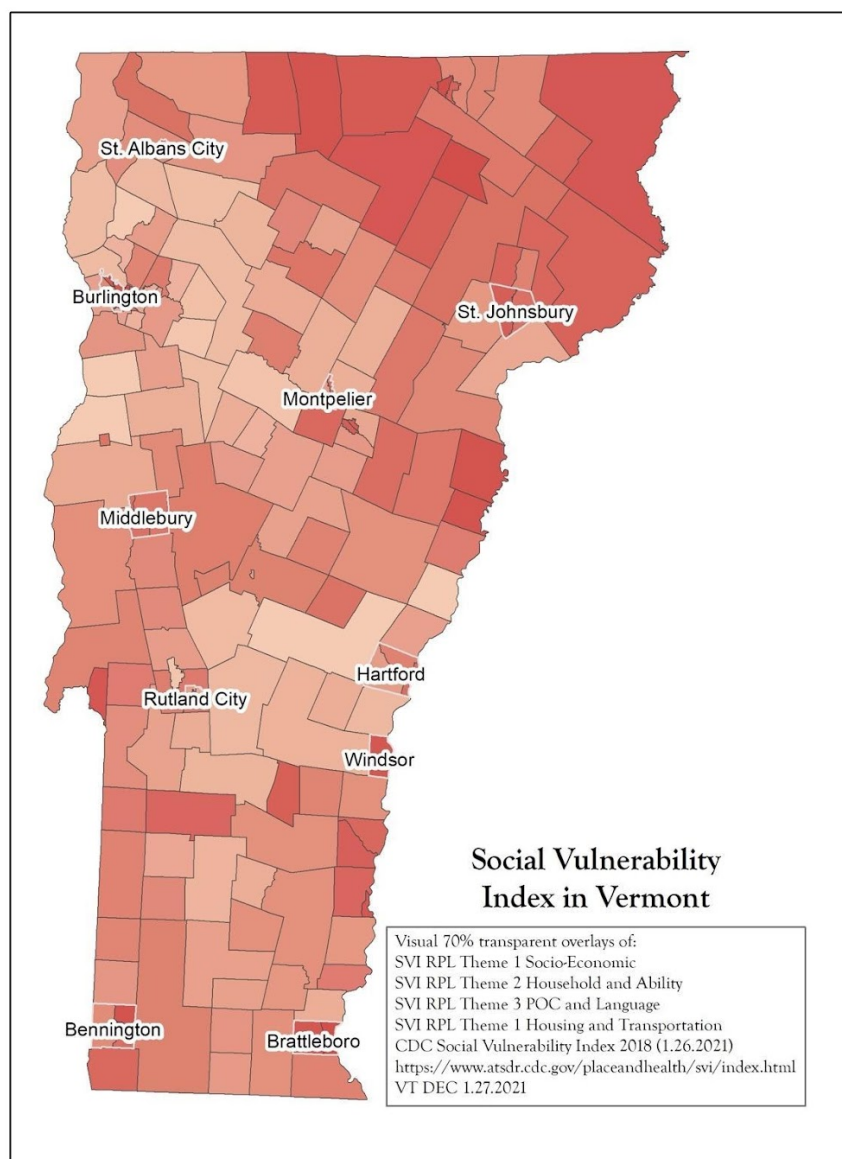 St. Albans City
Burlington
St. Johnsbury
Montpelier
Middlebury
Hartford
Rutland City
Windsor
Social Vulnerability
Index in Vermont
Visual 70% transparent overlays of:
SVI RPL Theme 1 Socio-Economic
SVI RPL Theme 2 Household and Ability
SVI RPL Theme 3 POC and Language
SVI RPL Theme 1 Housing and Transportation
CDC Social Vulnerability Index 2018 (1.26.2021)
https://www.atsdr.cdc.gov/placeandhealth/svi/index.html
VT DEC 1.27.2021
Bennington
Brattleboro